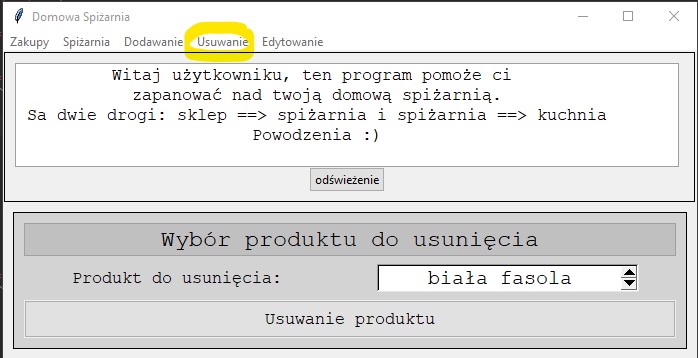 Domowa Spiżarnia
Zakupy Spiżarnia Dodawanie Usuwanie Edytowanie
Witaj użytkowniku, ten program pomoże ci
zapanować nad twoją domową spiżarnią.
Sa dwie drogi: sklep ==> spiżarnia i spiżarnia ==> kuchnia
Powodzenia :)
odświeżenie
Wybór produktu do usunięcia
Produkt do usunięcia: biała fasola
Usuwanie produktu